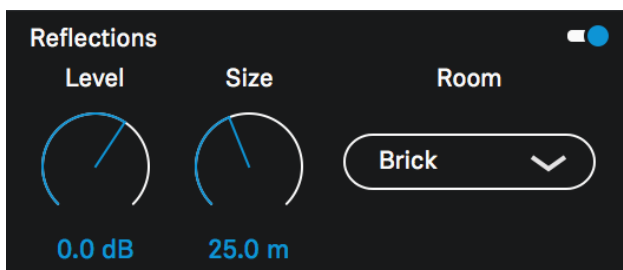 Reflections
Level
Size
Room
Brick
0.0 dB
25.0 m